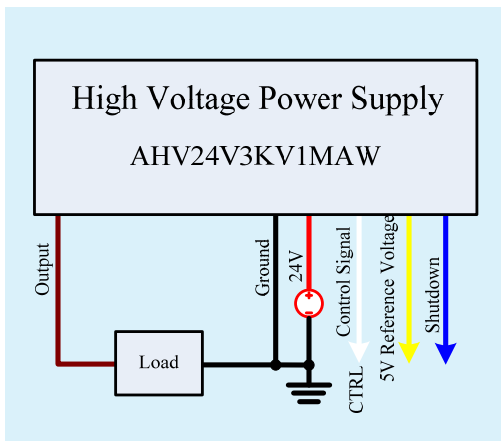 High Voltage Power Supply
AHV24V3KV1MAW
Output
Ground
24V
Control Signal
5V Reference Voltage
Shutdown
Load
CTRL